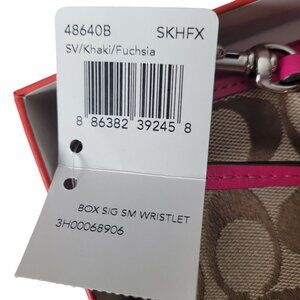 48640B SKHFX
SV/Khaki/Fuchsia
8 86382 39245 8
BOX SIG SM WRISTLET
3H00068906